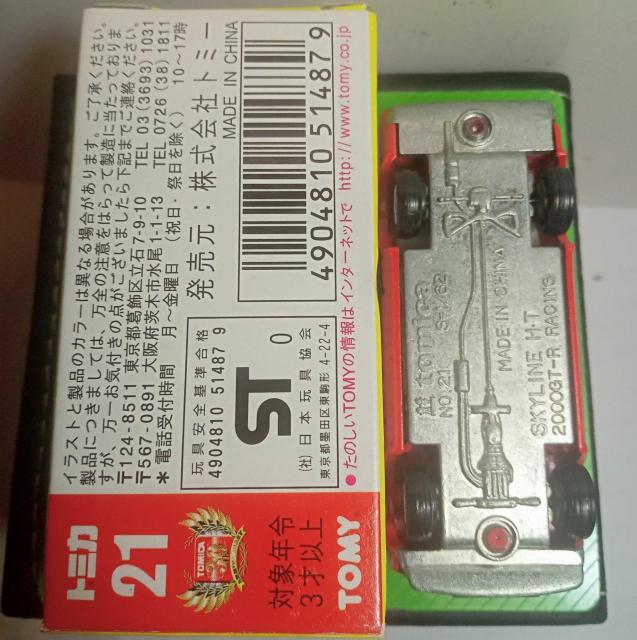 イラストと製品のカラーは異なる場合があります。ご了承ください。
製品につきましては、万全の注意をはらって製造に当たっておりま
すが、万一お気付きの点がございましたら下記までご連絡ください。
〒124-8511 東京都葛飾区立石7-9-10 TEL 03 (3693) 1031
〒567-0891 大阪府茨木市水尾1-1-13 TEL 0726 (38) 1811
＊電話受付時間 月～金曜日 (祝日・祭日を除く) 10～17時
発売元：株式会社 トミー
MADE IN CHINA
4904810 514879
玩具安全基準合格
4904810 51487 9
ST 0
(社) 日本玩具協会
東京都墨田区東駒形 4-22-4
●たのしいTOMYの情報は インターネットで http://www.tomy.co.jp
トミカ
21
TOMICA
対象年令
3才以上
TOMY
tomica
NO.21 S=1/62
MADE IN CHINA
SKYLINE H·T
2000GT-R RACING